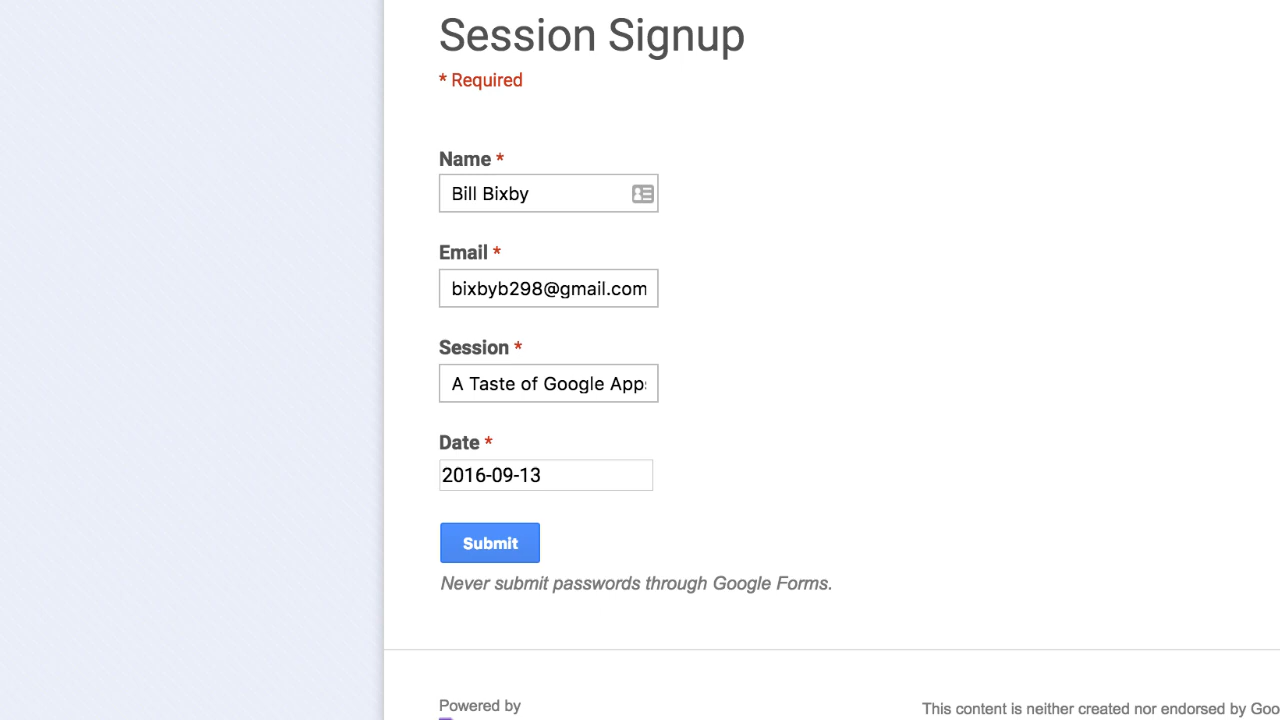 Session Signup
* Required
Name *
Bill Bixby
Email *
bixbyb298@gmail.com
Session *
A Taste of Google App
Date *
2016-09-13
Submit
Never submit passwords through Google Forms.
Powered by
This content is neither created nor endorsed by Goo